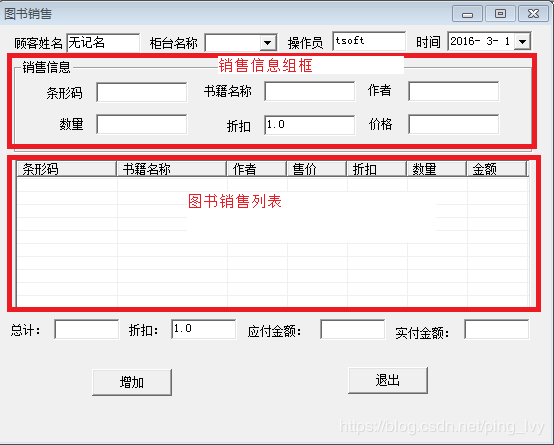 图书销售
顾客姓名 无记名 柜台名称 操作员 tsoft 时间 2016- 3- 1
销售信息 销售信息组框
条形码 书籍名称 作者
数量 折扣 1.0 价格
条形码 书籍名称 作者 售价 折扣 数量 金额
图书销售列表
总计： 折扣： 1.0 应付金额： 实付金额：
增加 退出
https://blog.csdn.net/ping_lvy